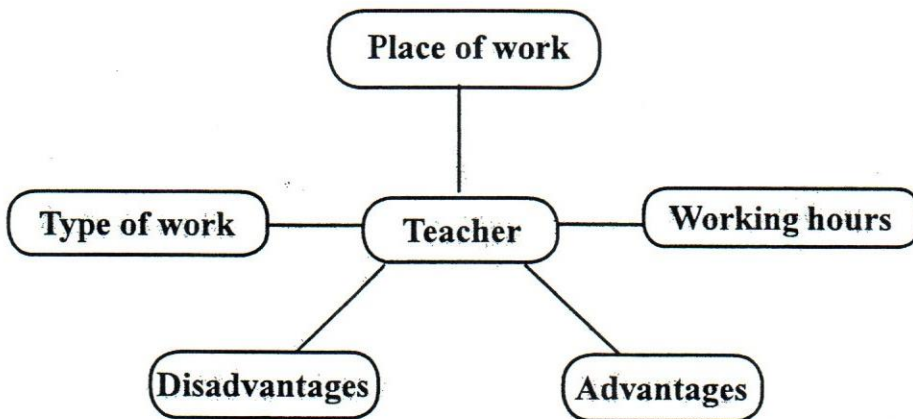 Place of work
Type of work
Teacher
Working hours
Disadvantages
Advantages